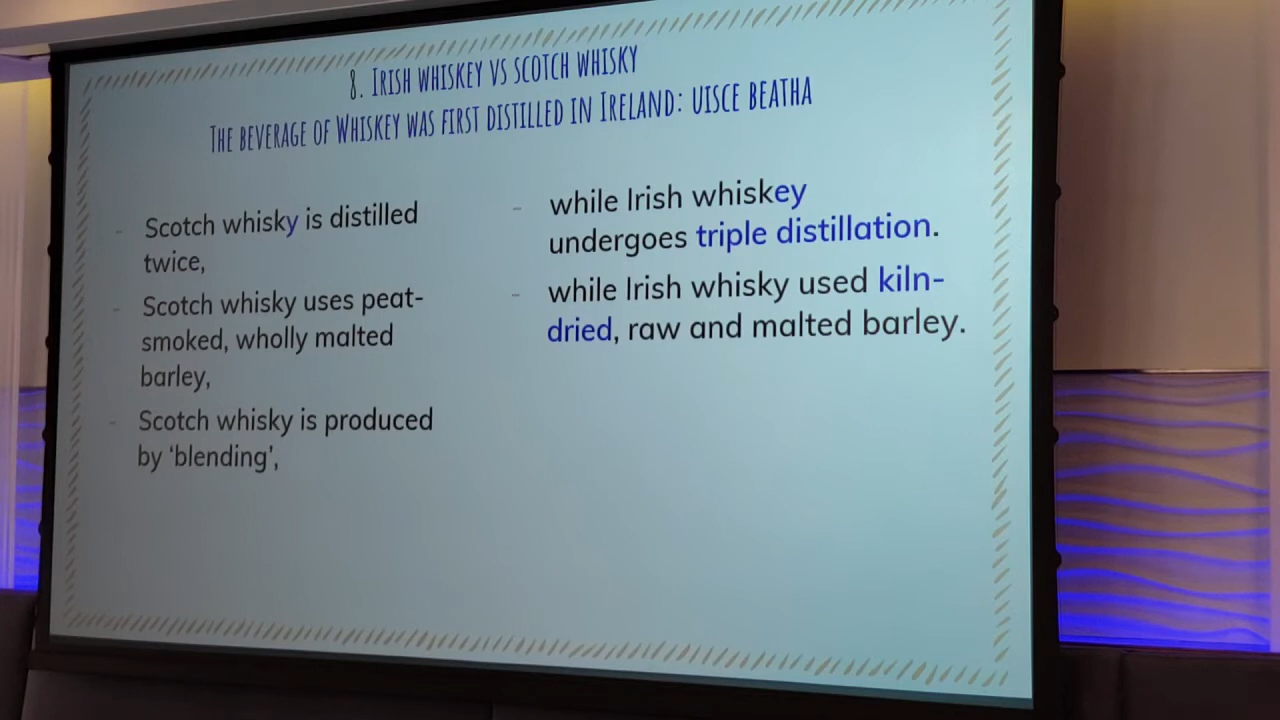 8. Irish whiskey vs scotch whisky
The beverage of Whiskey was first distilled in Ireland: uisce beatha
- Scotch whisky is distilled
twice,
- Scotch whisky uses peat-
smoked, wholly malted
barley,
- Scotch whisky is produced
by ‘blending’,
- while Irish whiskey
undergoes triple distillation.
- while Irish whisky used kiln-
dried, raw and malted barley.